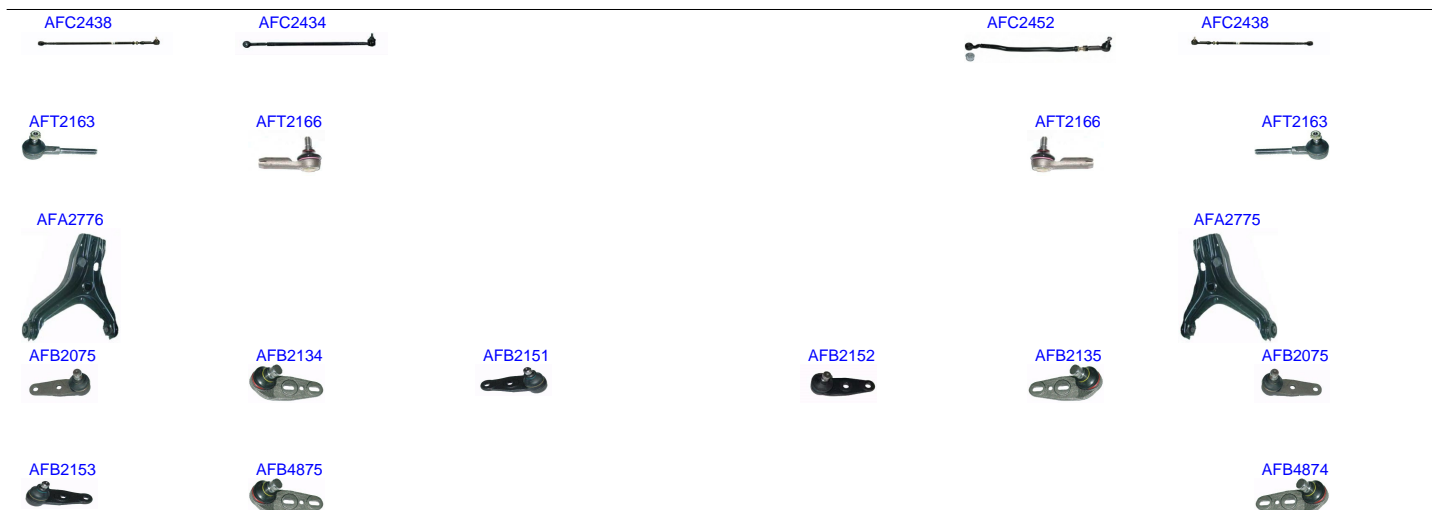 AFC2438 AFC2434 AFC2452 AFC2438
AFT2163 AFT2166 AFT2166 AFT2163
AFA2776 AFA2775
AFB2075 AFB2134 AFB2151 AFB2152 AFB2135 AFB2075
AFB2153 AFB4875 AFB4874